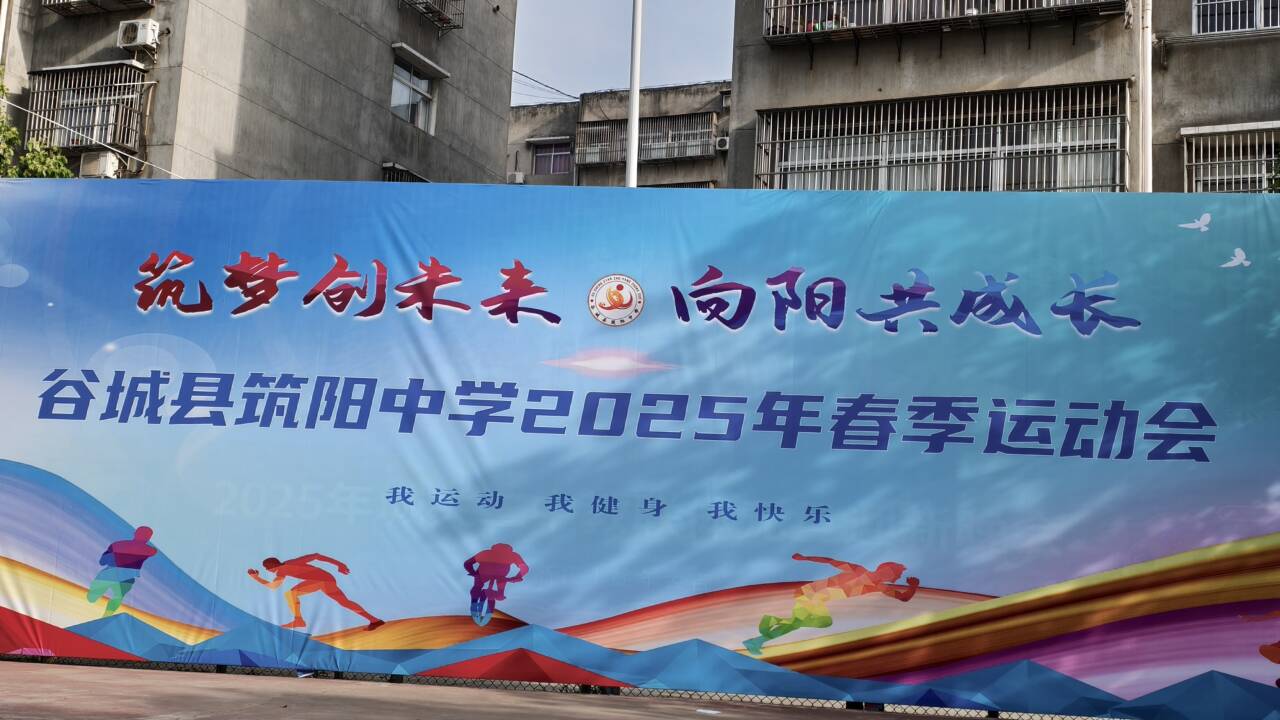 筑梦创未来 向阳共成长
谷城县筑阳中学2025年春季运动会
我运动 我健身 我快乐